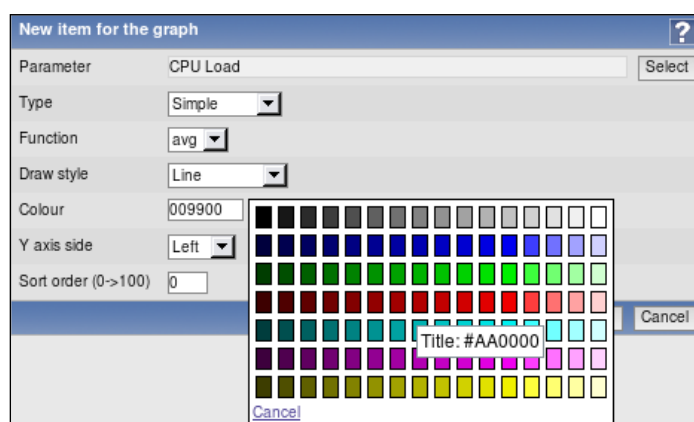 New item for the graph ?
Parameter CPU Load Select
Type Simple
Function avg
Draw style Line
Colour 009900
Y axis side Left
Sort order (0->100) 0
Cancel
Title: #AA0000
Cancel